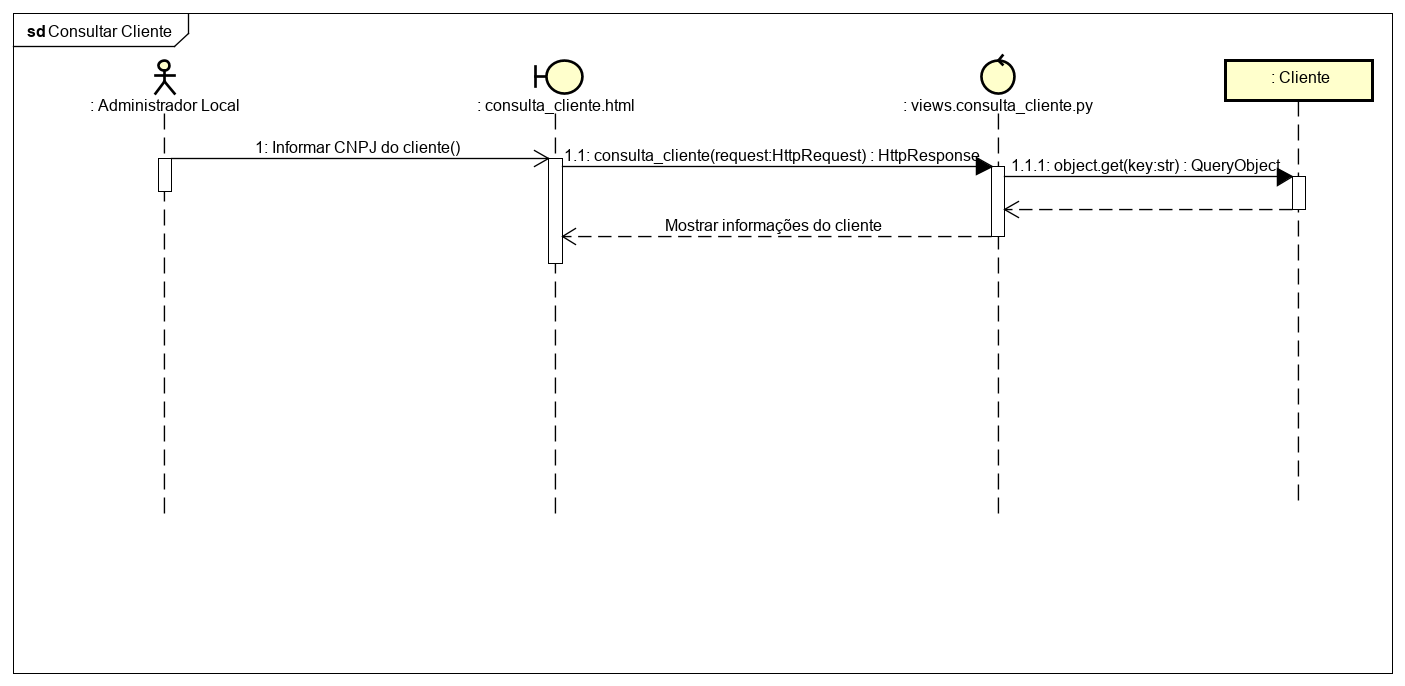 sd Consultar Cliente
: Administrador Local
: consulta_cliente.html
: views.consulta_cliente.py
: Cliente
1: Informar CNPJ do cliente()
1.1: consulta_cliente(request:HttpRequest) : HttpResponse
1.1.1: object.get(key:str) : QueryObject
Mostrar informações do cliente